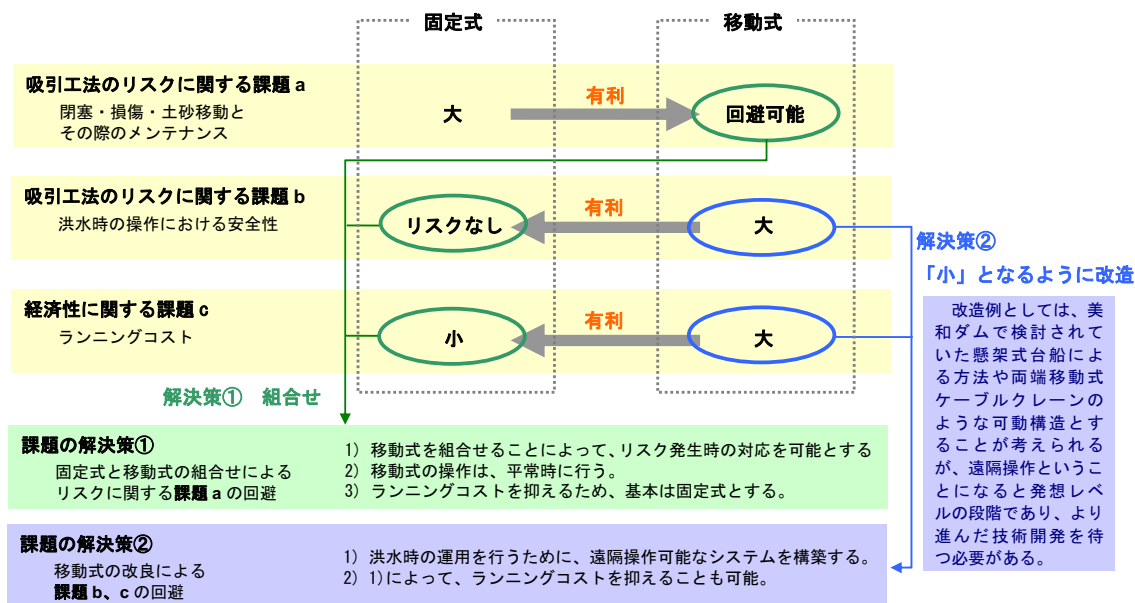 固定式
移動式
吸引工法のリスクに関する課題 a
閉塞・損傷・土砂移動と
その際のメンテナンス
大
有利
回避可能
吸引工法のリスクに関する課題 b
洪水時の操作における安全性
リスクなし
有利
大
経済性に関する課題 c
ランニングコスト
小
有利
大
解決策①　組合せ
解決策②
「小」となるように改造
改造例としては、美
和ダムで検討されて
いた懸架式台船によ
る方法や両端移動式
ケーブルクレーンの
ような可動構造とす
ることが考えられる
が、遠隔操作というこ
とになると発想レベ
ルの段階であり、より
進んだ技術開発を待
つ必要がある。
課題の解決策①
固定式と移動式の組合せによる
リスクに関する課題 a の回避
1) 移動式を組合せることによって、リスク発生時の対応を可能とする
2) 移動式の操作は、平常時に行う。
3) ランニングコストを抑えるため、基本は固定式とする。
課題の解決策②
移動式の改良による
課題 b、c の回避
1) 洪水時の運用を行うために、遠隔操作可能なシステムを構築する。
2) 1)によって、ランニングコストを抑えることも可能。